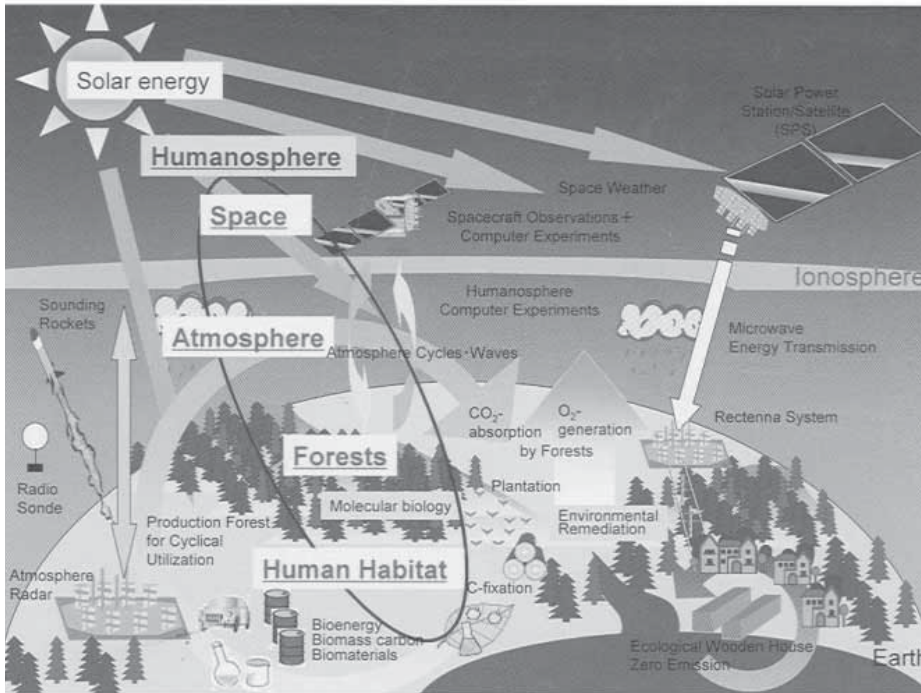 Solar energy
Solar Power
Station/Satellite
(SPS)
Humanosphere
Space Weather
Space
Spacecraft Observations+
Computer Experiments
Ionosphere
Sounding
Rockets
Humanosphere
Computer Experiments
Atmosphere
Atmosphere Cycles·Waves
Microwave
Energy Transmission
CO2-
absorption
O2-
generation
by Forests
Rectenna System
Forests
Radio
Sonde
Plantation
Molecular biology
Production Forest
for Cyclical
Utilization
Environmental
Remediation
Human Habitat
Atmosphere
Radar
C-fixation
Bioenergy
Biomass carbon
Biomaterials
Ecological Wooden House
Zero Emission
Earth